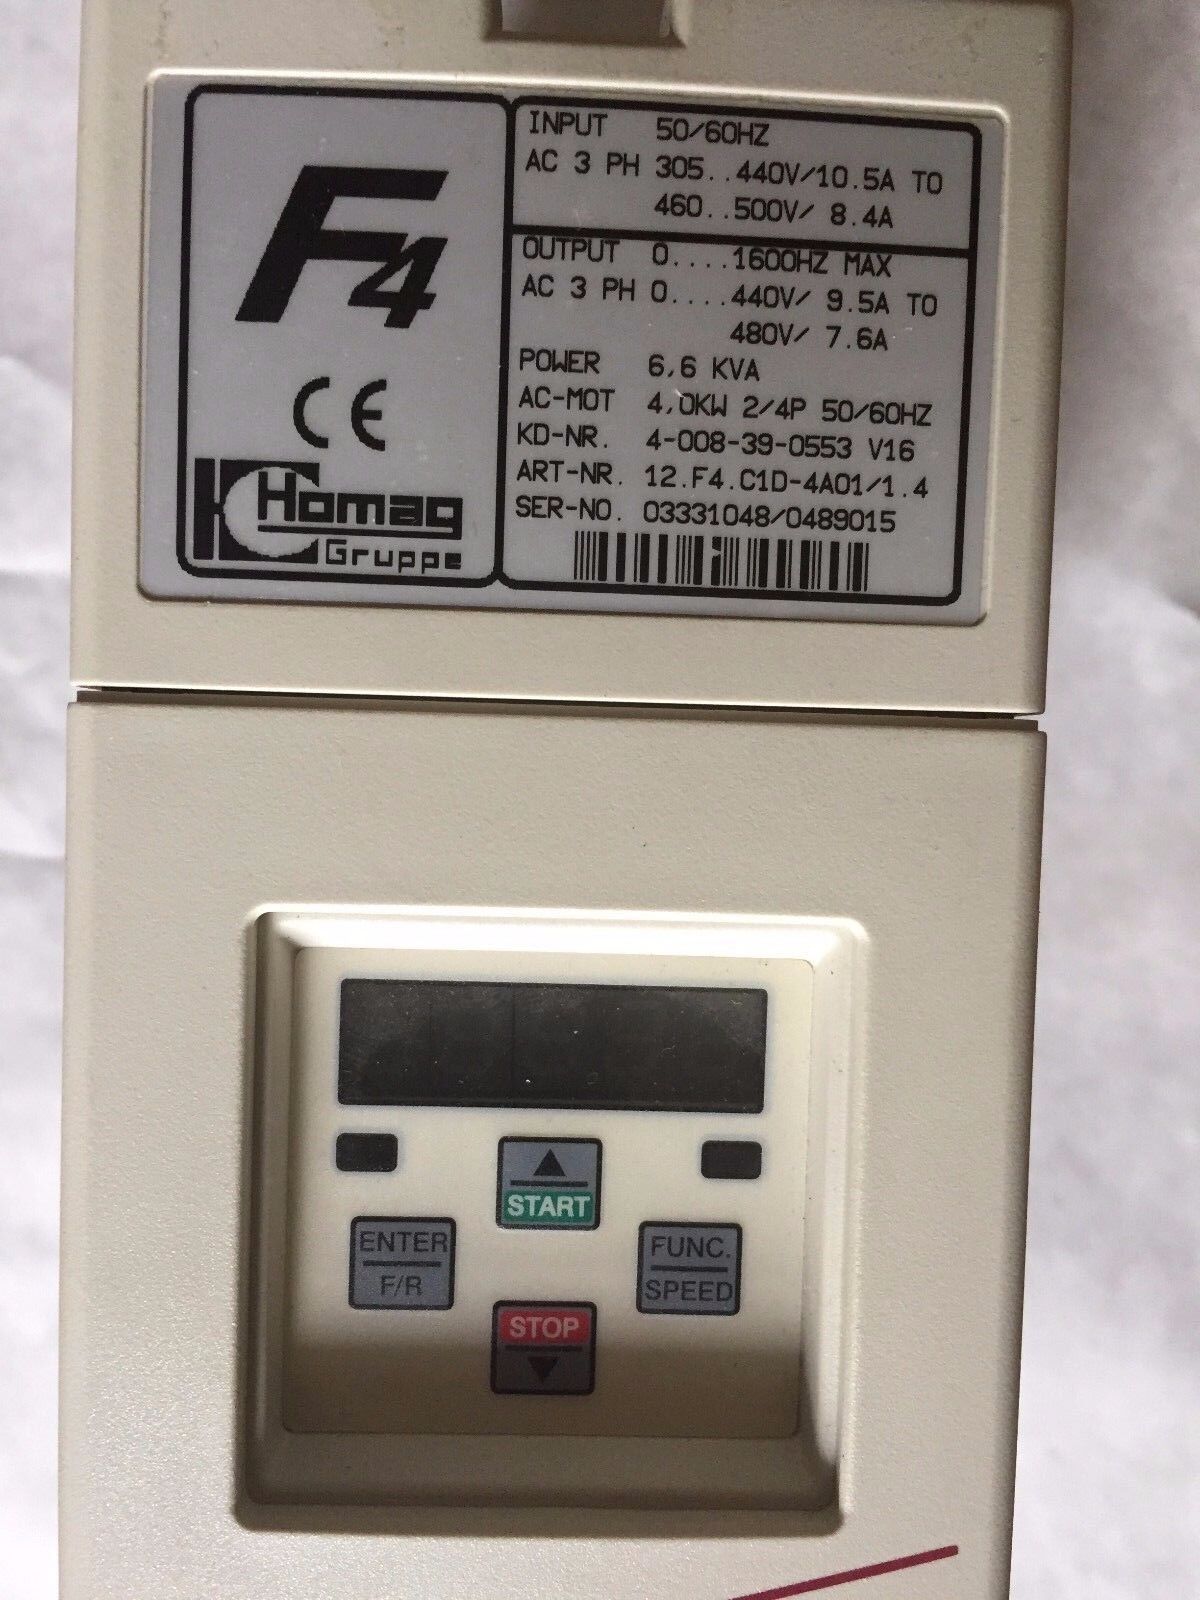 F4
CE
Homag
Gruppe
INPUT 50/60HZ
AC 3 PH 305..440V/10.5A TO
460..500V/ 8.4A
OUTPUT 0....1600HZ MAX
AC 3 PH 0....440V/ 9.5A TO
480V/ 7.6A
POWER 6,6 KVA
AC-MOT 4,0KW 2/4P 50/60HZ
KD-NR. 4-008-39-0553 V16
ART-NR. 12.F4.C1D-4A01/1.4
SER-NO. 03331048/0489015
START
ENTER
F/R
FUNC.
SPEED
STOP